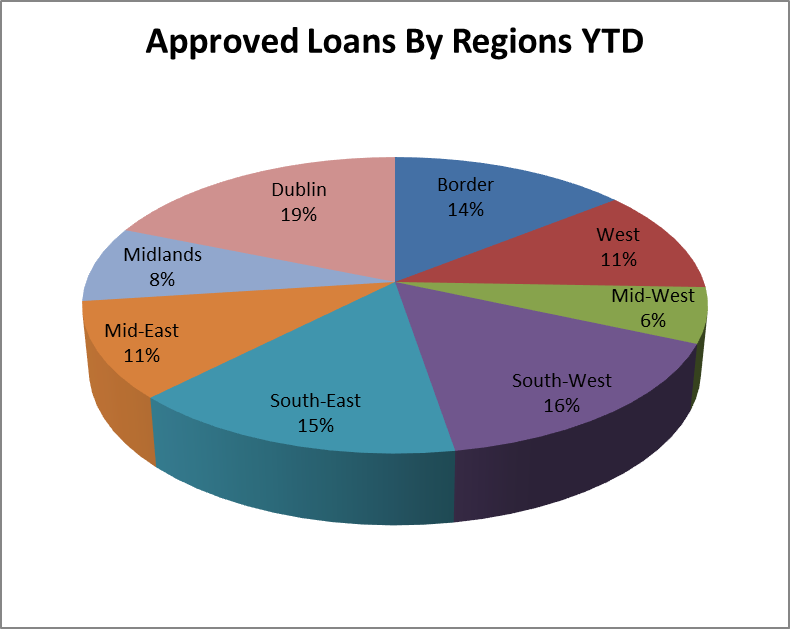 Approved Loans By Regions YTD
Dublin
19%
Border
14%
West
11%
Midlands
8%
Mid-West
6%
Mid-East
11%
South-West
16%
South-East
15%